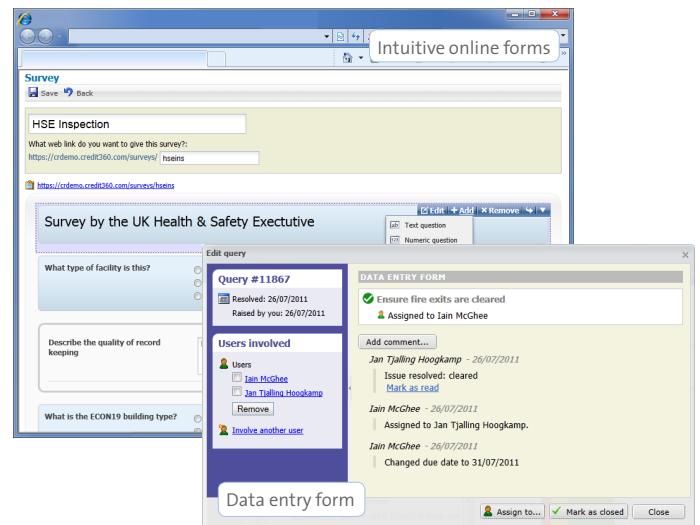 Intuitive online forms
Survey
Save Back
HSE Inspection
What web link do you want to give this survey?:
https://crdemo.credit360.com/surveys/ hseins
https://crdemo.credit360.com/surveys/hseins
Edit + Add × Remove
Survey by the UK Health & Safety Exectutive
Text question
Numeric question
What type of facility is this?
Describe the quality of record
keeping
What is the ECON19 building type?
Edit query
Query #11867
Resolved: 26/07/2011
Raised by you: 26/07/2011
Users involved
Users
Iain McGhee
Jan Tjalling Hoogkamp
Remove
Involve another user
DATA ENTRY FORM
Ensure fire exits are cleared
Assigned to Iain McGhee
Add comment...
Jan Tjalling Hoogkamp - 26/07/2011
Issue resolved: cleared
Mark as read
Iain McGhee - 26/07/2011
Assigned to Jan Tjalling Hoogkamp.
Iain McGhee - 26/07/2011
Changed due date to 31/07/2011
Data entry form
Assign to... Mark as closed Close